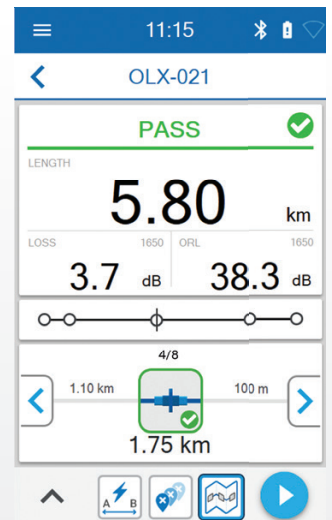 11:15
OLX-021
PASS
LENGTH
5.80 km
LOSS 1650 ORL 1650
3.7 dB 38.3 dB
4/8
1.10 km 100 m
1.75 km
A B